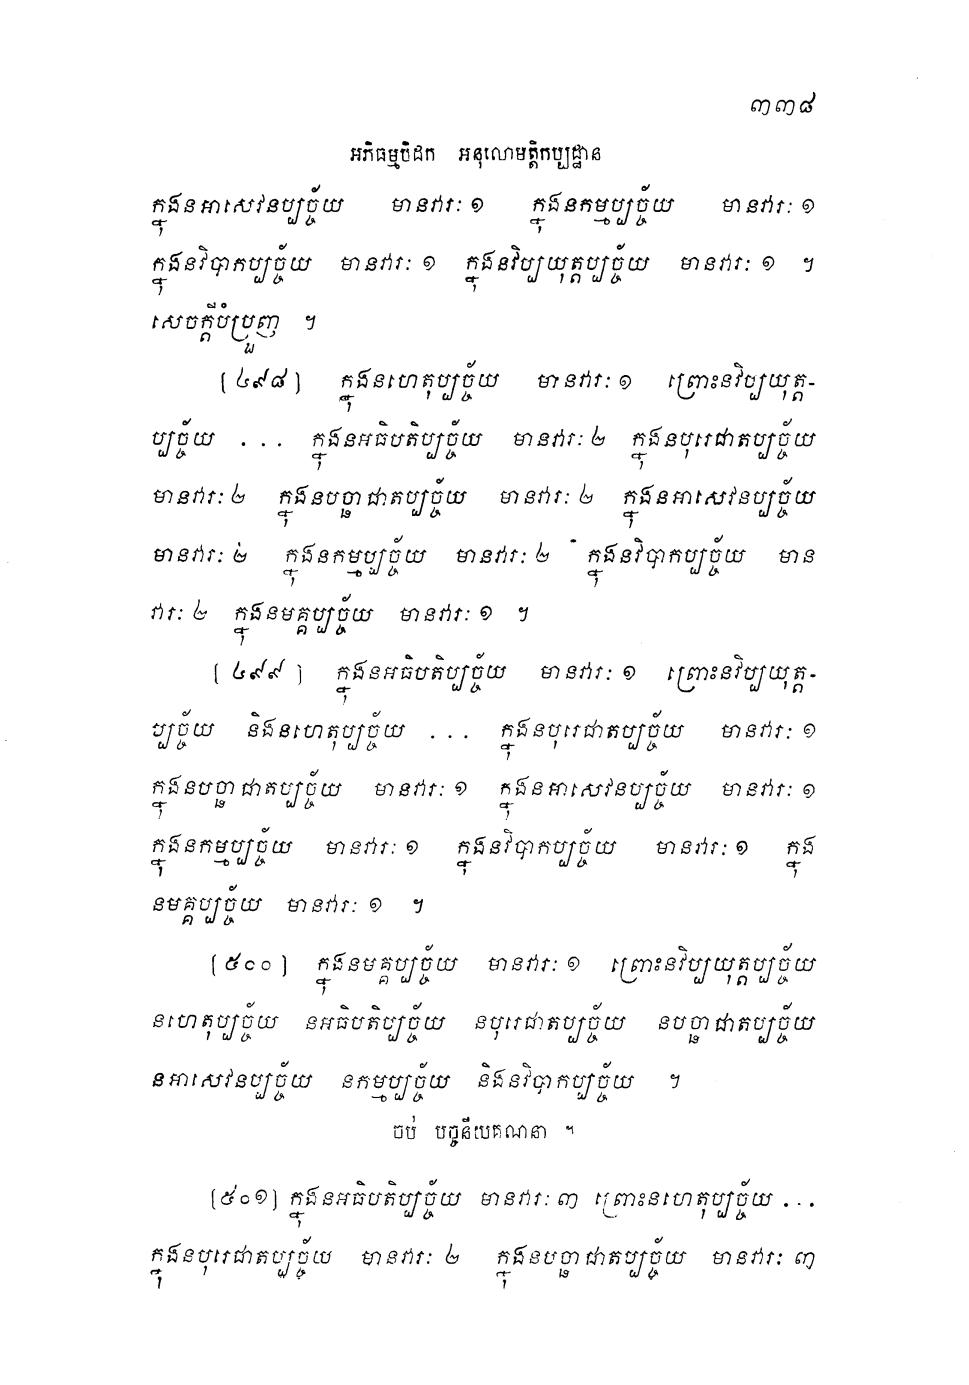 ៣៣៨
អភិធម្មបិដក អនុលោមត្តិកប្បដ្ឋាន
ក្នុងនអាសេវនប្បច្ច័យ មានវារៈ ១ ក្នុងនកម្មប្បច្ច័យ មានវារៈ ១
ក្នុងនវិបាកប្បច្ច័យ មានវារៈ ១ ក្នុងនវិប្បយុត្តប្បច្ច័យ មានវារៈ ១ ។
សេចក្តីបំប្រួញ ។
[៤៩៨] ក្នុងនហេតុប្បច្ច័យ មានវារៈ ១ ព្រោះនវិប្បយុត្ត-
ប្បច្ច័យ ... ក្នុងនអធិបតិប្បច្ច័យ មានវារៈ ២ ក្នុងនបុរេជាតប្បច្ច័យ
មានវារៈ ២ ក្នុងនបច្ឆាជាតប្បច្ច័យ មានវារៈ ២ ក្នុងនអាសេវនប្បច្ច័យ
មានវារៈ ២ ក្នុងនកម្មប្បច្ច័យ មានវារៈ ២ ក្នុងនវិបាកប្បច្ច័យ មាន
វារៈ ២ ក្នុងនមគ្គប្បច្ច័យ មានវារៈ ១ ។
[៤៩៩] ក្នុងនអធិបតិប្បច្ច័យ មានវារៈ ១ ព្រោះនវិប្បយុត្ត-
ប្បច្ច័យ និងនហេតុប្បច្ច័យ ... ក្នុងនបុរេជាតប្បច្ច័យ មានវារៈ ១
ក្នុងនបច្ឆាជាតប្បច្ច័យ មានវារៈ ១ ក្នុងនអាសេវនប្បច្ច័យ មានវារៈ ១
ក្នុងនកម្មប្បច្ច័យ មានវារៈ ១ ក្នុងនវិបាកប្បច្ច័យ មានវារៈ ១ ក្នុង
នមគ្គប្បច្ច័យ មានវារៈ ១ ។
[៥០០] ក្នុងនមគ្គប្បច្ច័យ មានវារៈ ១ ព្រោះនវិប្បយុត្តប្បច្ច័យ
នហេតុប្បច្ច័យ នអធិបតិប្បច្ច័យ នបុរេជាតប្បច្ច័យ នបច្ឆាជាតប្បច្ច័យ
នអាសេវនប្បច្ច័យ នកម្មប្បច្ច័យ និងនវិបាកប្បច្ច័យ ។
ចប់ បច្ចនីយគណនា ។
[៥០១] ក្នុងនអធិបតិប្បច្ច័យ មានវារៈ ៣ ព្រោះនហេតុប្បច្ច័យ ...
ក្នុងនបុរេជាតប្បច្ច័យ មានវារៈ ២ ក្នុងនបច្ឆាជាតប្បច្ច័យ មានវារៈ ៣